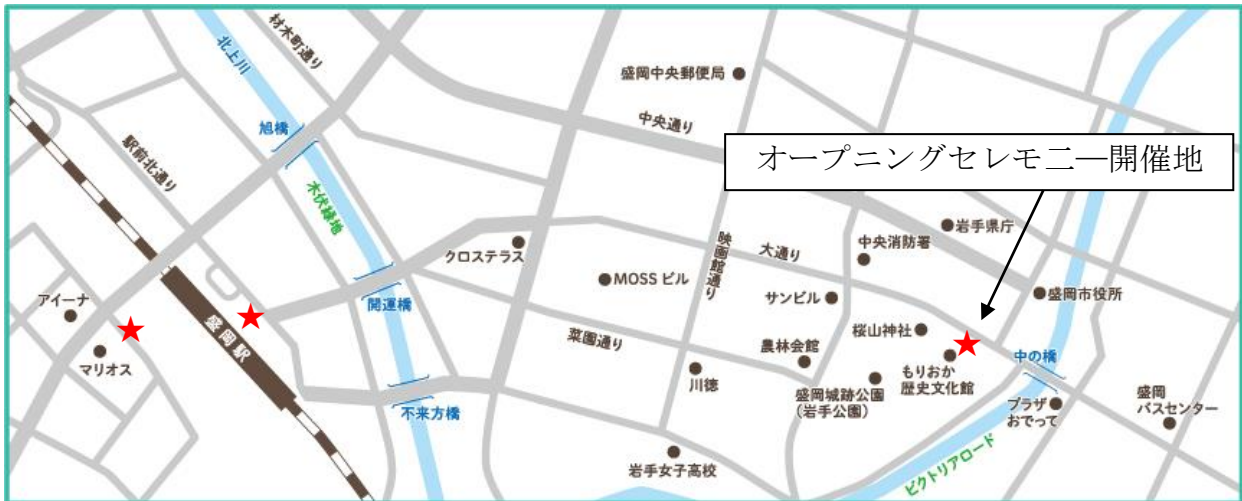 材木町通り
北上川
盛岡中央郵便局
中央通り
旭橋
駅前北通り
オープニングセレモ二―開催地
木伏緑地
映画館通り
大通り
岩手県庁
中央消防署
クロステラス
MOSS ビル
サンビル
盛岡市役所
アイーナ
開運橋
盛岡駅
菜園通り
桜山神社
農林会館
もりおか
歴史文化館
中の橋
マリオス
川徳
盛岡城跡公園
(岩手公園)
不来方橋
プラザ
おでって
盛岡
バスセンター
岩手女子高校
ビクトリアロード